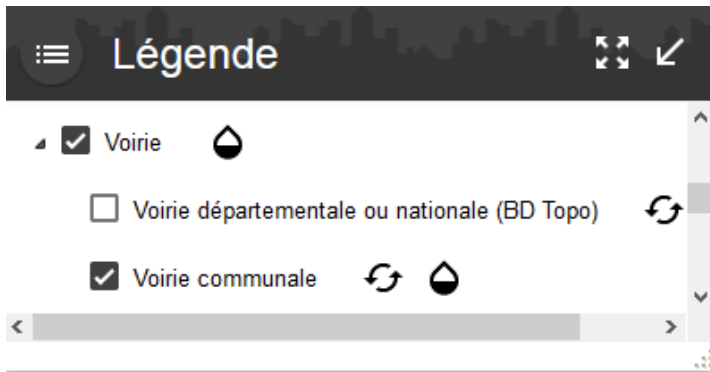 Légende
Voirie
Voirie départementale ou nationale (BD Topo)
Voirie communale